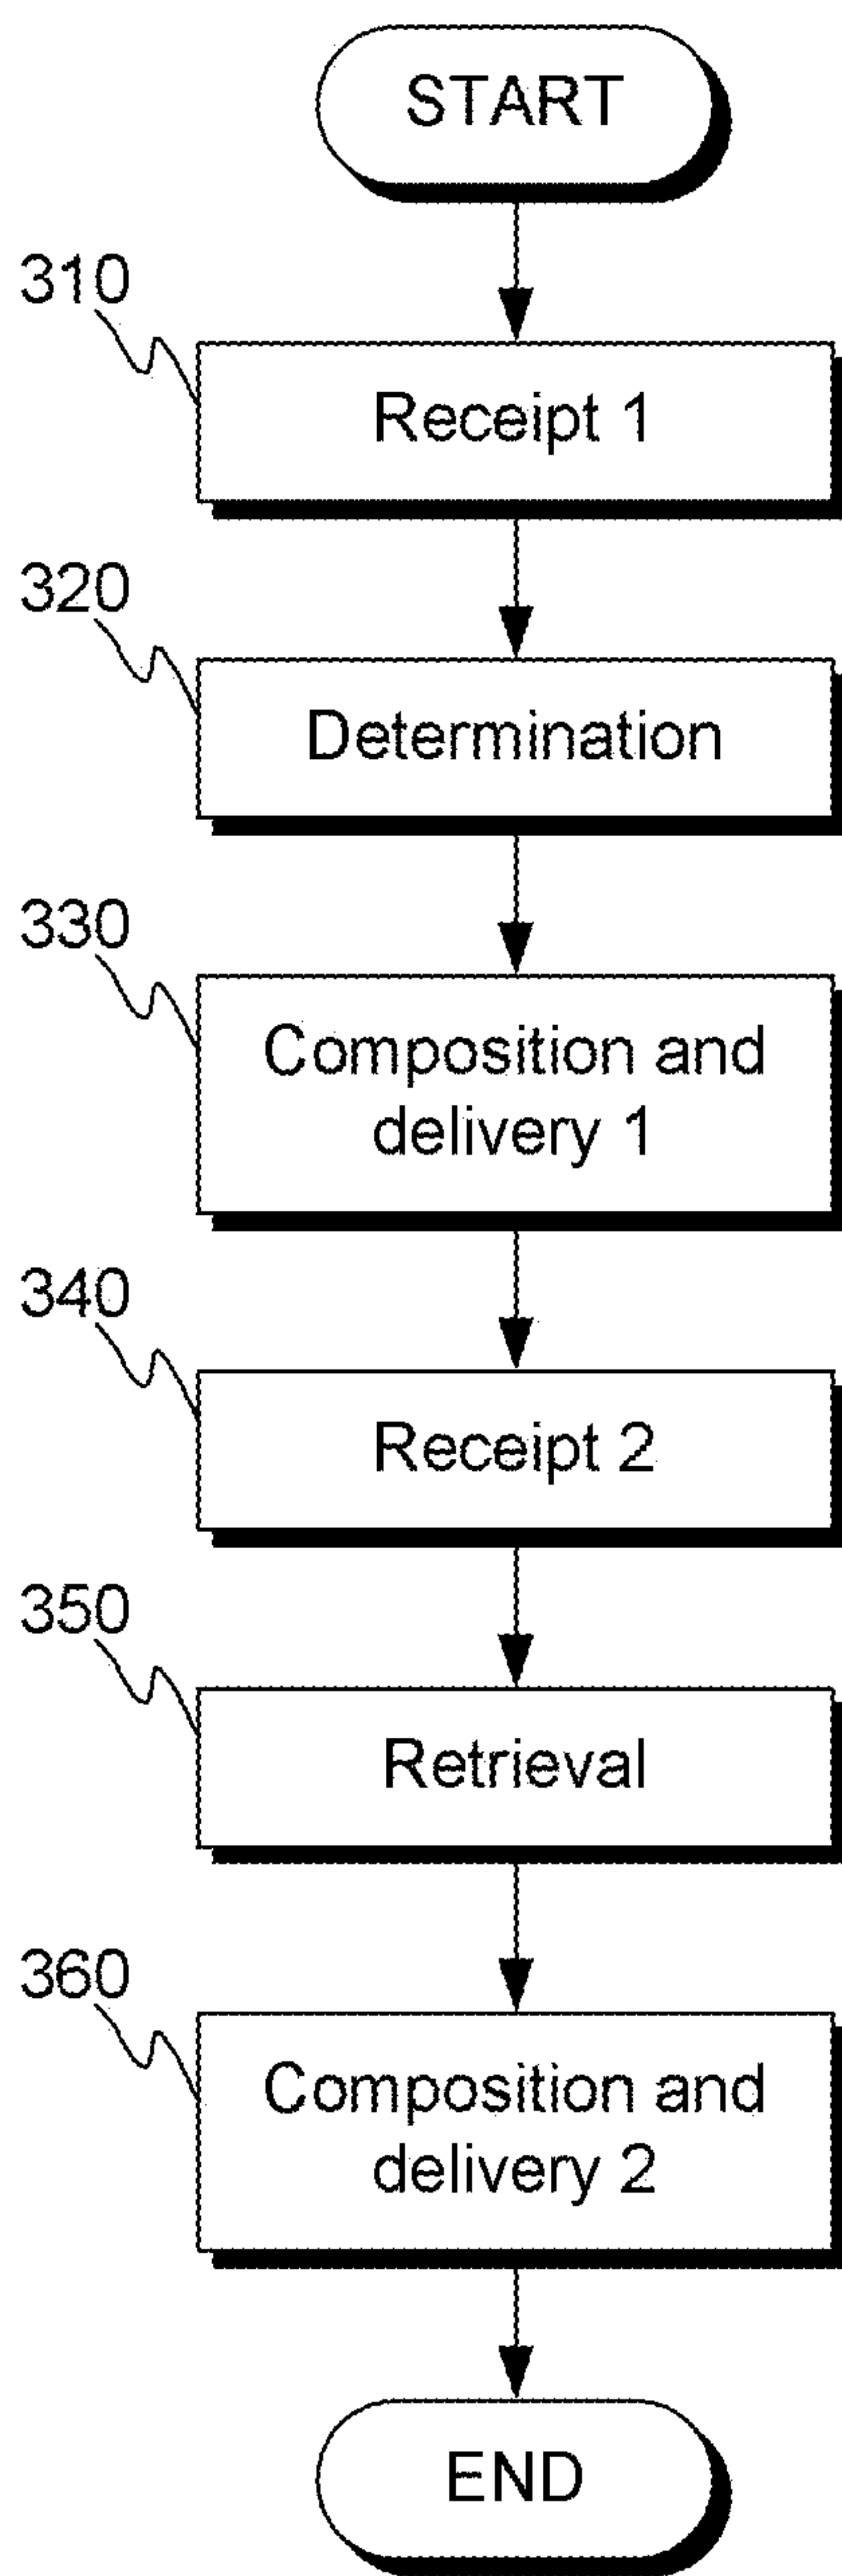 START
310
Receipt 1
320
Determination
330
Composition and
delivery 1
340
Receipt 2
350
Retrieval
360
Composition and
delivery 2
END